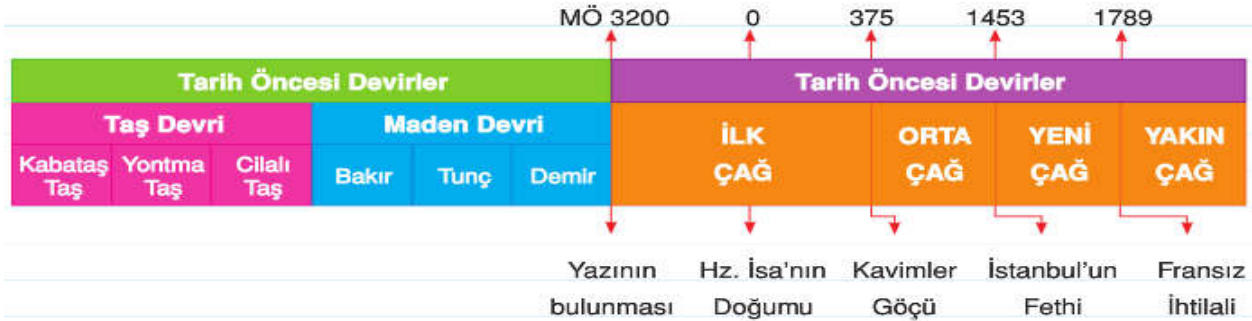 MÖ 3200 0 375 1453 1789
Tarih Öncesi Devirler Tarih Öncesi Devirler
Taş Devri Maden Devri
İLK ORTA YENİ YAKIN
ÇAĞ ÇAĞ ÇAĞ ÇAĞ
Kabataş Yontma Cilalı
Taş Taş Taş
Bakır Tunç Demir
Yazının Hz. İsa'nın Kavimler İstanbul'un Fransız
bulunması Doğumu Göçü Fethi İhtilali